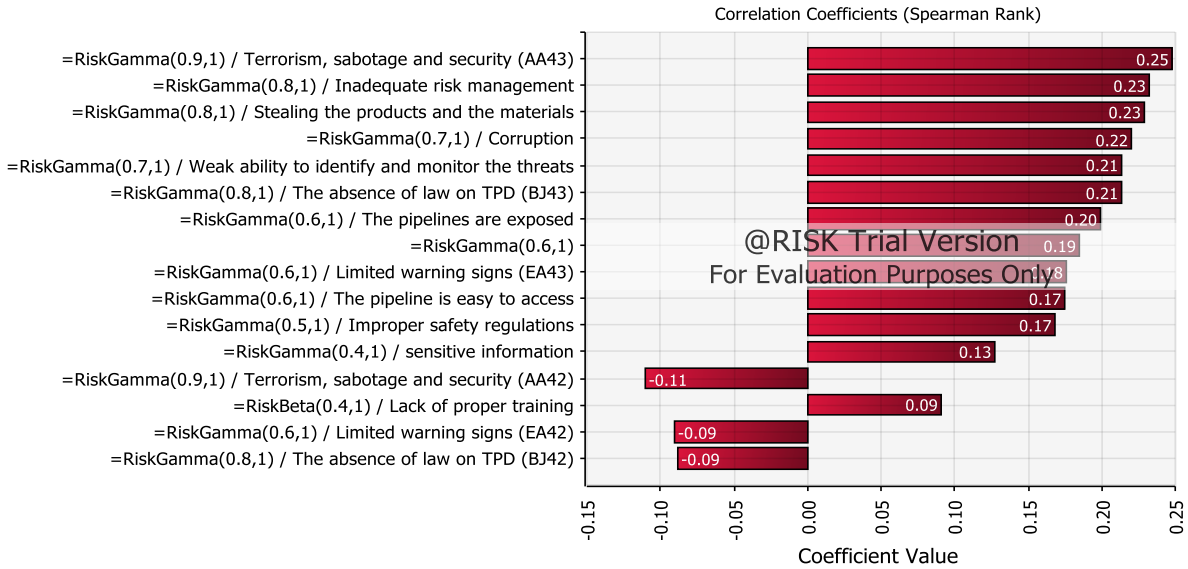 Correlation Coefficients (Spearman Rank)
=RiskGamma(0.9,1) / Terrorism, sabotage and security (AA43)
0.25
=RiskGamma(0.8,1) / Inadequate risk management
0.23
=RiskGamma(0.8,1) / Stealing the products and the materials
0.23
=RiskGamma(0.7,1) / Corruption
0.22
=RiskGamma(0.7,1) / Weak ability to identify and monitor the threats
0.21
=RiskGamma(0.8,1) / The absence of law on TPD (BJ43)
0.21
=RiskGamma(0.6,1) / The pipelines are exposed
0.20
=RiskGamma(0.6,1)
0.19
@RISK Trial Version
=RiskGamma(0.6,1) / Limited warning signs (EA43)
0.18
For Evaluation Purposes Only
=RiskGamma(0.6,1) / The pipeline is easy to access
0.17
=RiskGamma(0.5,1) / Improper safety regulations
0.17
=RiskGamma(0.4,1) / sensitive information
0.13
=RiskGamma(0.9,1) / Terrorism, sabotage and security (AA42)
-0.11
=RiskBeta(0.4,1) / Lack of proper training
0.09
=RiskGamma(0.6,1) / Limited warning signs (EA42)
-0.09
=RiskGamma(0.8,1) / The absence of law on TPD (BJ42)
-0.09
-0.15
-0.10
-0.05
0.00
0.05
0.10
0.15
0.20
0.25
Coefficient Value